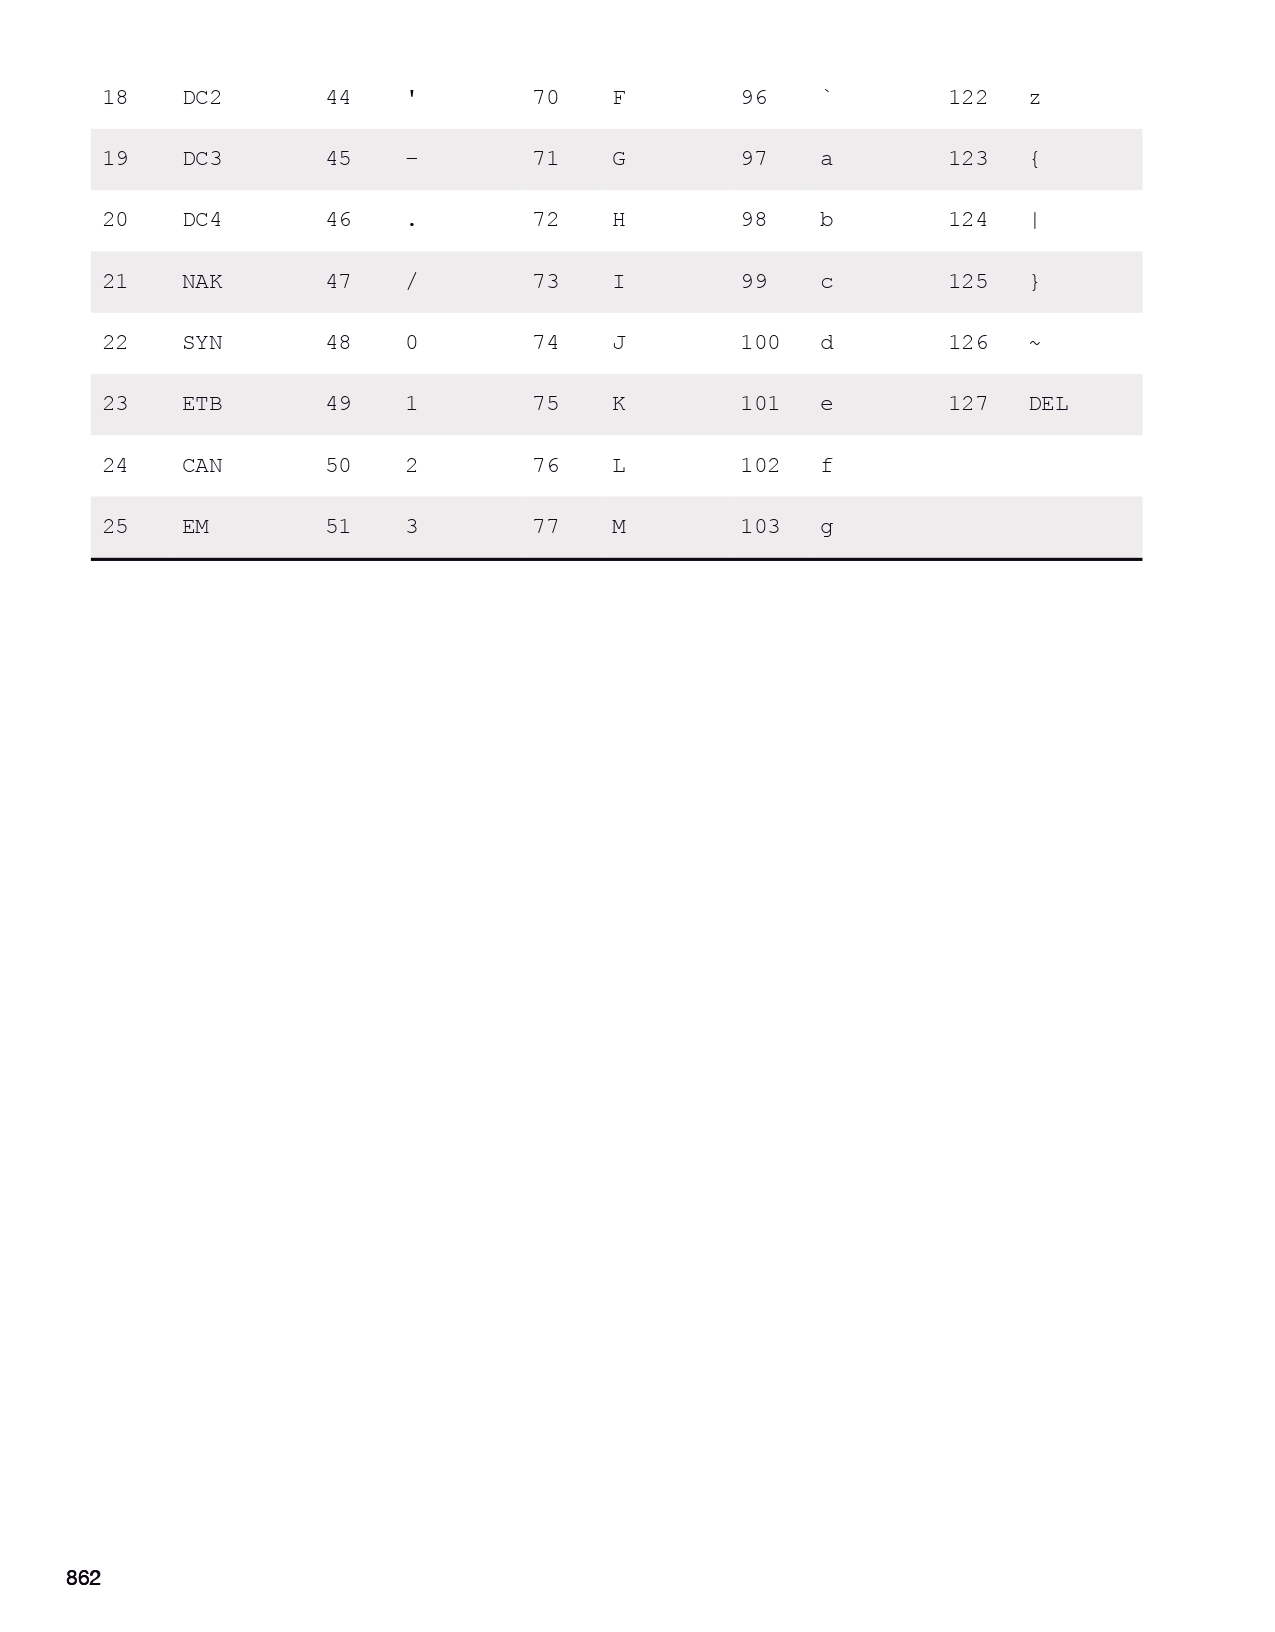 18 DC2 44 ' 70 F 96 ` 122 z
19 DC3 45 – 71 G 97 a 123 {
20 DC4 46 . 72 H 98 b 124 |
21 NAK 47 / 73 I 99 c 125 }
22 SYN 48 0 74 J 100 d 126 ~
23 ETB 49 1 75 K 101 e 127 DEL
24 CAN 50 2 76 L 102 f
25 EM 51 3 77 M 103 g
862